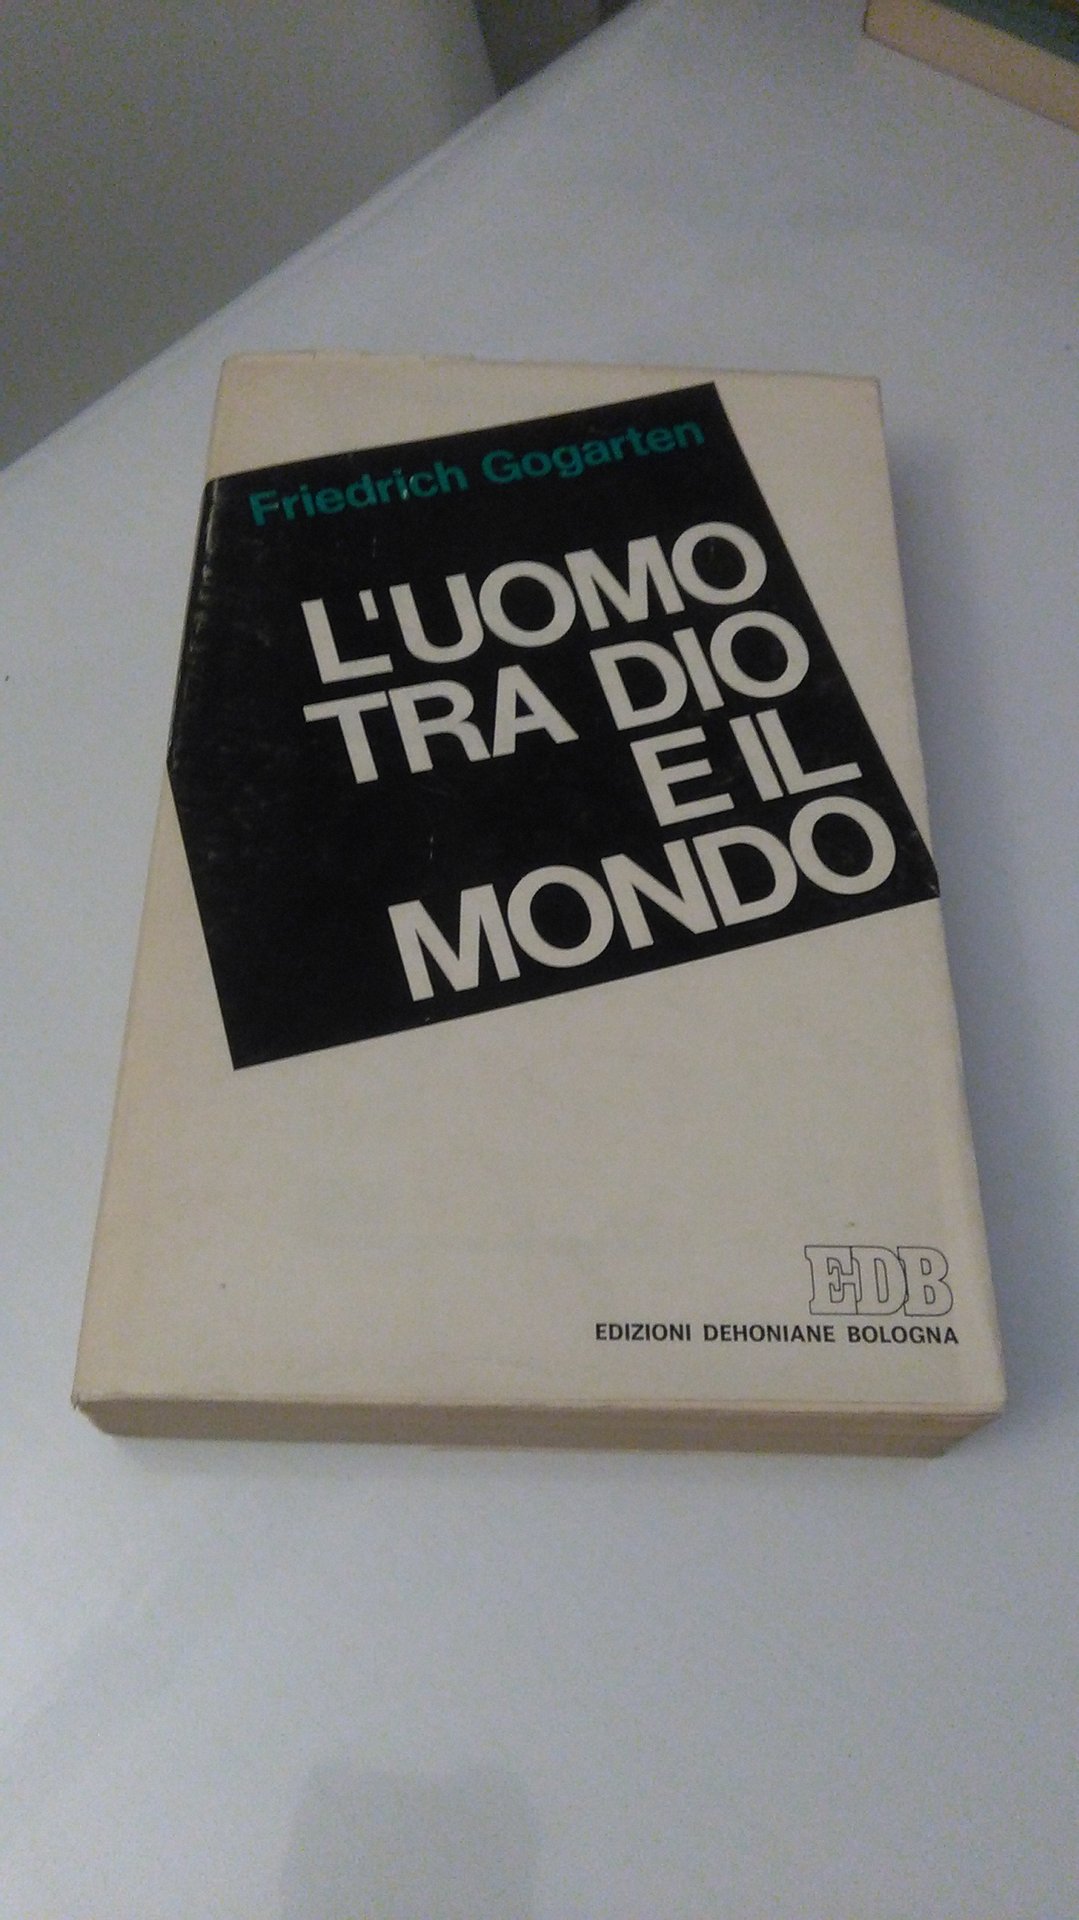 Friedrich Gogarten
L'UOMO
TRA DIO
E IL
MONDO
EDB
EDIZIONI DEHONIANE BOLOGNA